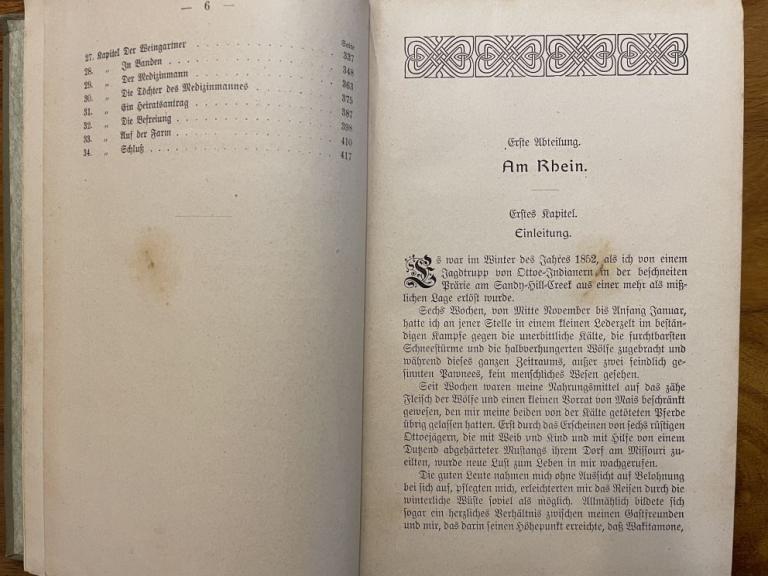 — 6 —
Seite
27. Kapitel Der Weingartner . . . . . . . . . . 337
28. „ In Banden . . . . . . . . . . 348
29. „ Der Medizinmann . . . . . . . . . . 363
30. „ Die Töchter des Medizinmannes . . . . . . . 375
31. „ Ein Heiratsantrag . . . . . . . . . . 387
32. „ Die Befreiung . . . . . . . . . . 398
33. „ Auf der Farm . . . . . . . . . . 410
34. „ Schluß . . . . . . . . . . 417
Erste Abteilung.
Am Rhein.
Erstes Kapitel.
Einleitung.
Es war im Winter des Jahres 1852, als ich von einem
Jagdtrupp von Ottoe-Indianern in der beschneiten
Prärie am Sandy-Hill-Creek aus einer mehr als miß-
lichen Lage erlöst wurde.
Sechs Wochen, von Mitte November bis Anfang Januar,
hatte ich an jener Stelle in einem kleinen Lederzelt im bestän-
digen Kampfe gegen die unerbittliche Kälte, die furchtbarsten
Schneestürme und die halbverhungerten Wölfe zugebracht und
während dieses ganzen Zeitraums, außer zwei feindlich ge-
sinnten Pawnees, kein menschliches Wesen gesehen.
Seit Wochen waren meine Nahrungsmittel auf das zähe
Fleisch der Wölfe und einen kleinen Vorrat von Mais beschränkt
gewesen, den mir meine beiden von der Kälte getöteten Pferde
übrig gelassen hatten. Erst durch das Erscheinen von sechs rüstigen
Ottoejägern, die mit Weib und Kind und mit Hilfe von einem
Dutzend abgehärteter Mustangs ihrem Dorf am Missouri zu-
eilten, wurde neue Lust zum Leben in mir wachgerufen.
Die guten Leute nahmen mich ohne Aussicht auf Belohnung
bei sich auf, pflegten mich, erleichterten mir das Reisen durch die
winterliche Wüste soviel als möglich. Allmählich bildete sich
sogar ein herzliches Verhältnis zwischen meinen Gastfreunden
und mir, das darin seinen Höhepunkt erreichte, daß Wakitamone,